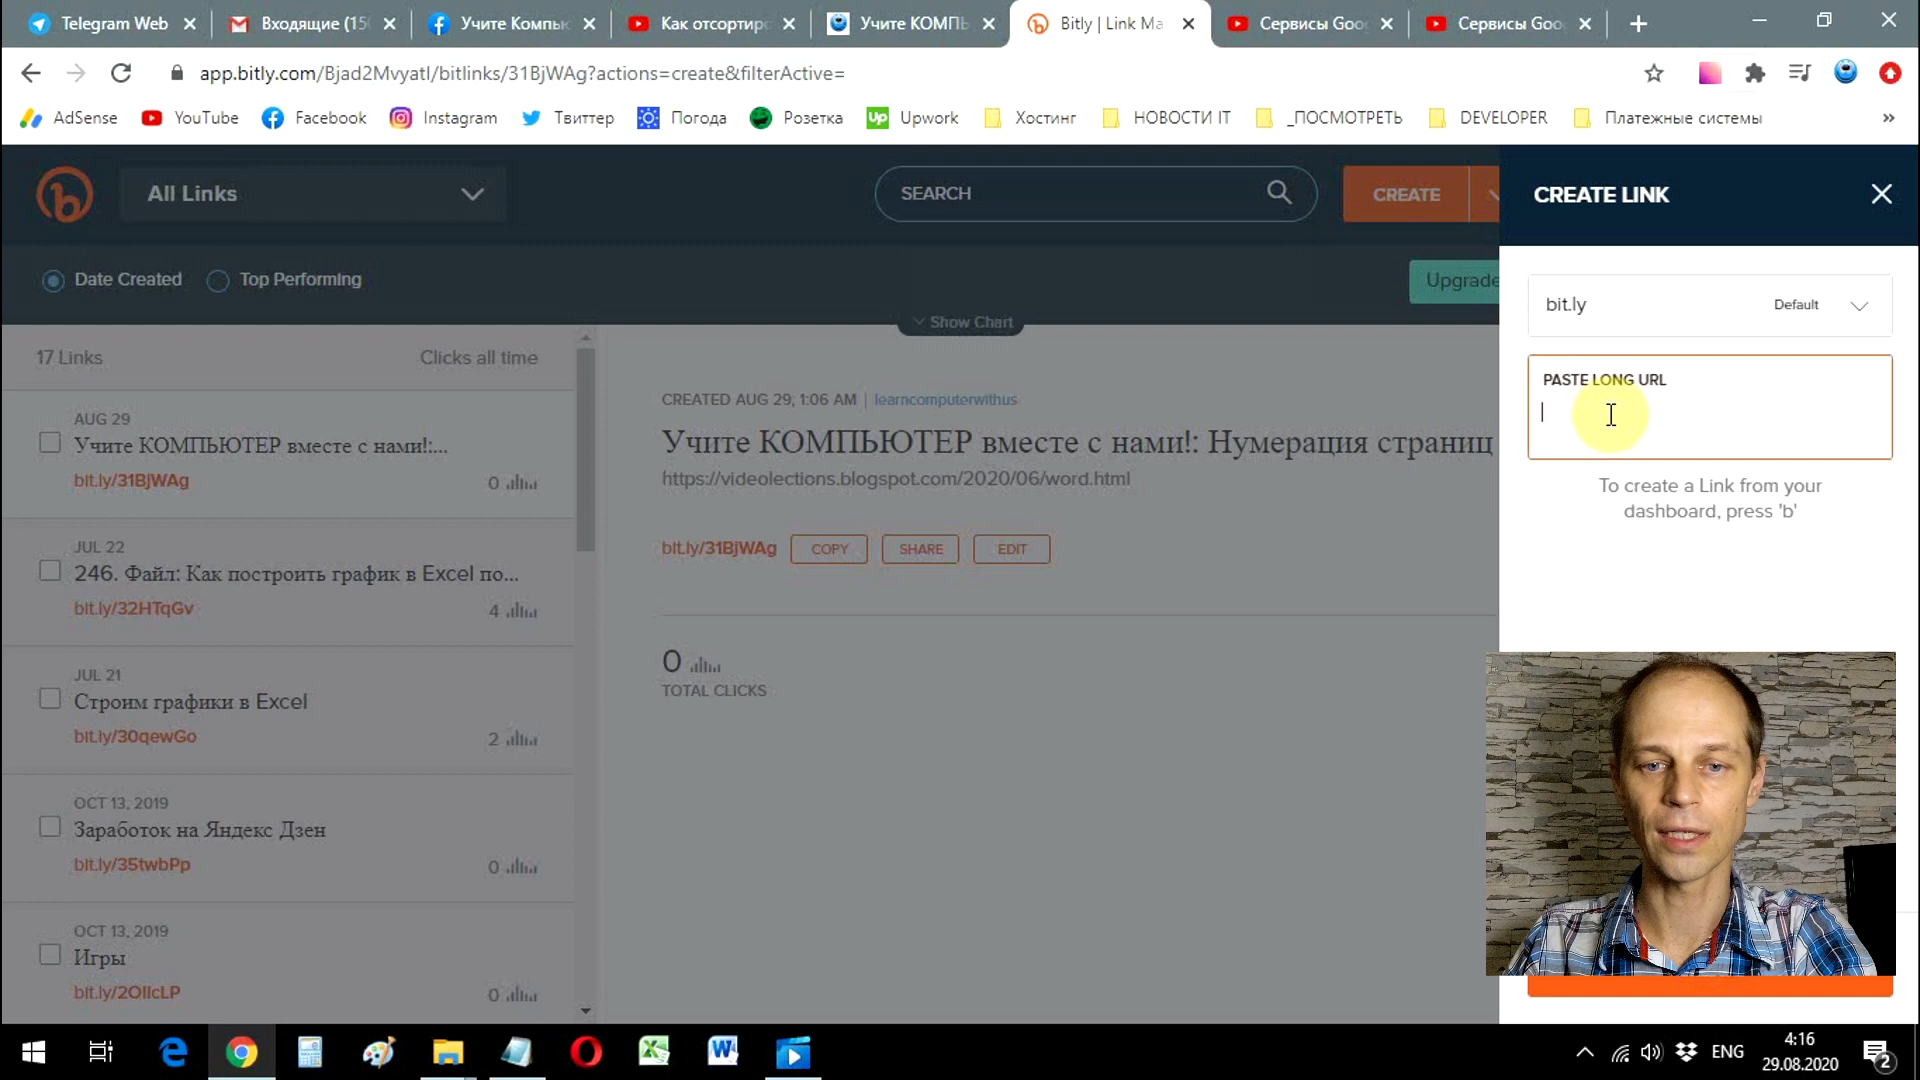 Telegram Web
Входящие (150
Учите Компью
Как отсортир
Учите КОМПЬ
Bitly | Link Ma
Сервисы Goo
Сервисы Goo
app.bitly.com/Bjad2Mvyatl/bitlinks/31BjWAg?actions=create&filterActive=
AdSense
YouTube
Facebook
Instagram
Твиттер
Погода
Розетка
Up
Upwork
Хостинг
НОВОСТИ IT
_ПОСМОТРЕТЬ
DEVELOPER
Платежные системы
»
All Links
SEARCH
CREATE
CREATE LINK
Date Created
Top Performing
Upgrade
Show Chart
bit.ly
Default
PASTE LONG URL
To create a Link from your
dashboard, press 'b'
17 Links
Clicks all time
AUG 29
Учите КОМПЬЮТЕР вместе с нами!:...
bit.ly/31BjWAg
0
JUL 22
246. Файл: Как построить график в Excel по...
bit.ly/32HTqGv
4
JUL 21
Строим графики в Excel
bit.ly/30qewGo
2
OCT 13, 2019
Заработок на Яндекс Дзен
bit.ly/35twbPp
0
OCT 13, 2019
Игры
bit.ly/2OIIcLP
0
CREATED AUG 29, 1:06 AM | learncomputerwithus
Учите КОМПЬЮТЕР вместе с нами!: Нумерация страниц
https://videolections.blogspot.com/2020/06/word.html
bit.ly/31BjWAg
COPY
SHARE
EDIT
0
TOTAL CLICKS
ENG
4:16
29.08.2020
2